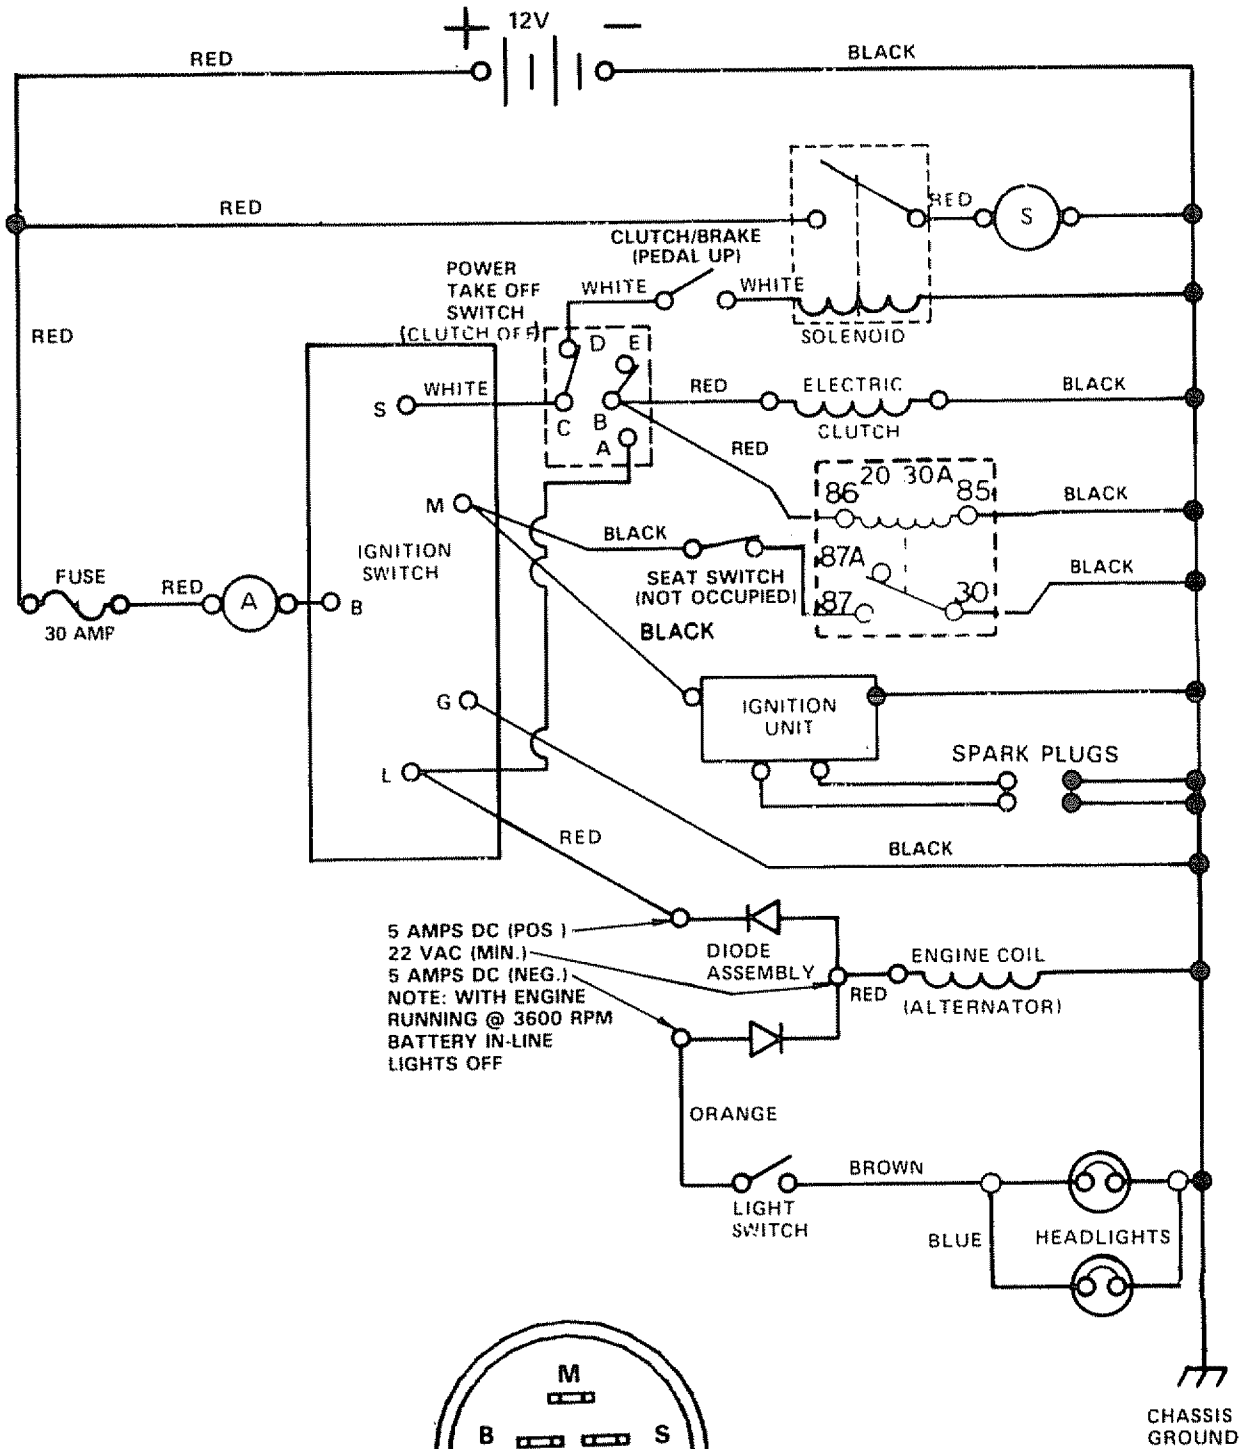 + 12V −
RED
BLACK
RED
RED
S
CLUTCH/BRAKE
(PEDAL UP)
POWER
TAKE OFF
SWITCH
(CLUTCH OFF)
WHITE
WHITE
RED
SOLENOID
D E
S
WHITE
C B
A
RED
ELECTRIC
CLUTCH
BLACK
RED
20 30A
86 85
BLACK
M
BLACK
IGNITION
SWITCH
87A
SEAT SWITCH
(NOT OCCUPIED)
87 30
BLACK
FUSE
30 AMP
RED
A
B
BLACK
G
IGNITION
UNIT
SPARK PLUGS
L
RED
BLACK
5 AMPS DC (POS )
22 VAC (MIN.)
5 AMPS DC (NEG.)
NOTE: WITH ENGINE
RUNNING @ 3600 RPM
BATTERY IN-LINE
LIGHTS OFF
DIODE
ASSEMBLY
RED
ENGINE COIL
(ALTERNATOR)
ORANGE
LIGHT
SWITCH
BROWN
BLUE
HEADLIGHTS
M
B S
CHASSIS
GROUND